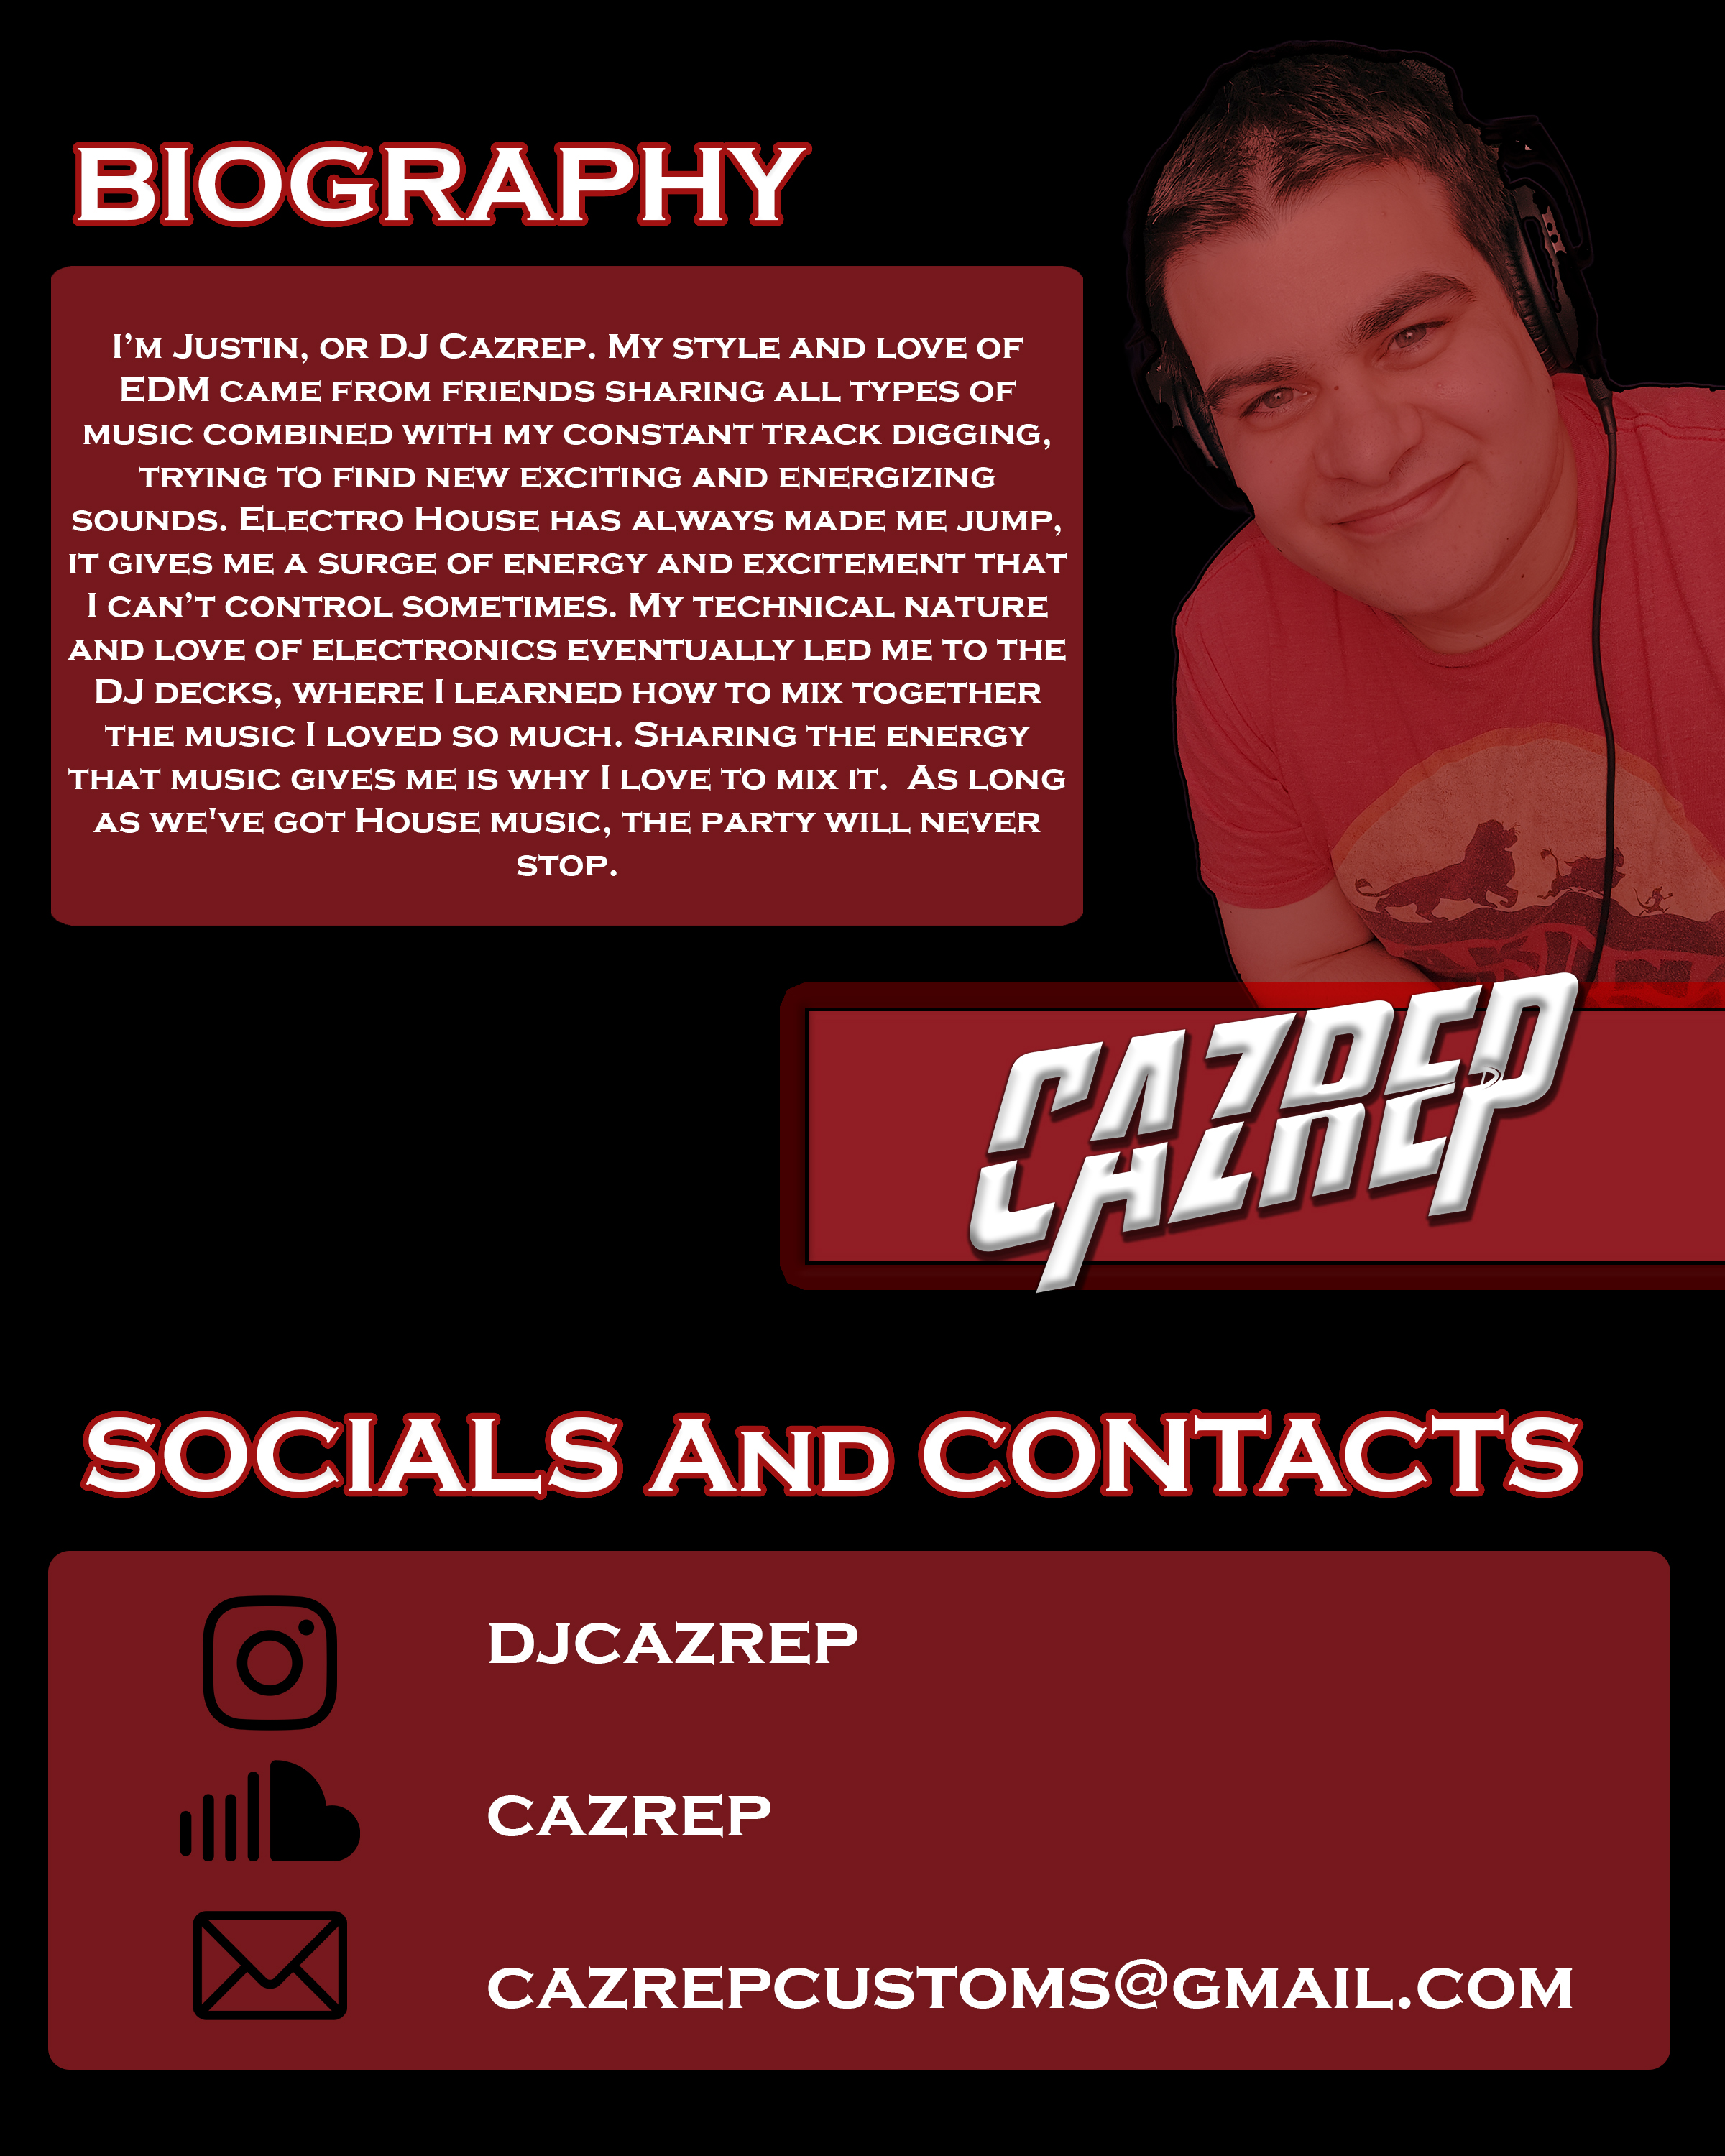 BIOGRAPHY
I’m Justin, or DJ Cazrep. My style and love of
EDM came from friends sharing all types of
music combined with my constant track digging,
trying to find new exciting and energizing
sounds. Electro House has always made me jump,
it gives me a surge of energy and excitement that
I can’t control sometimes. My technical nature
and love of electronics eventually led me to the
DJ decks, where I learned how to mix together
the music I loved so much. Sharing the energy
that music gives me is why I love to mix it.  As long
as we've got House music, the party will never
stop.
CAZREP
SOCIALS And CONTACTS
DJCAZREP
CAZREP
CAZREPCUSTOMS@GMAIL.COM